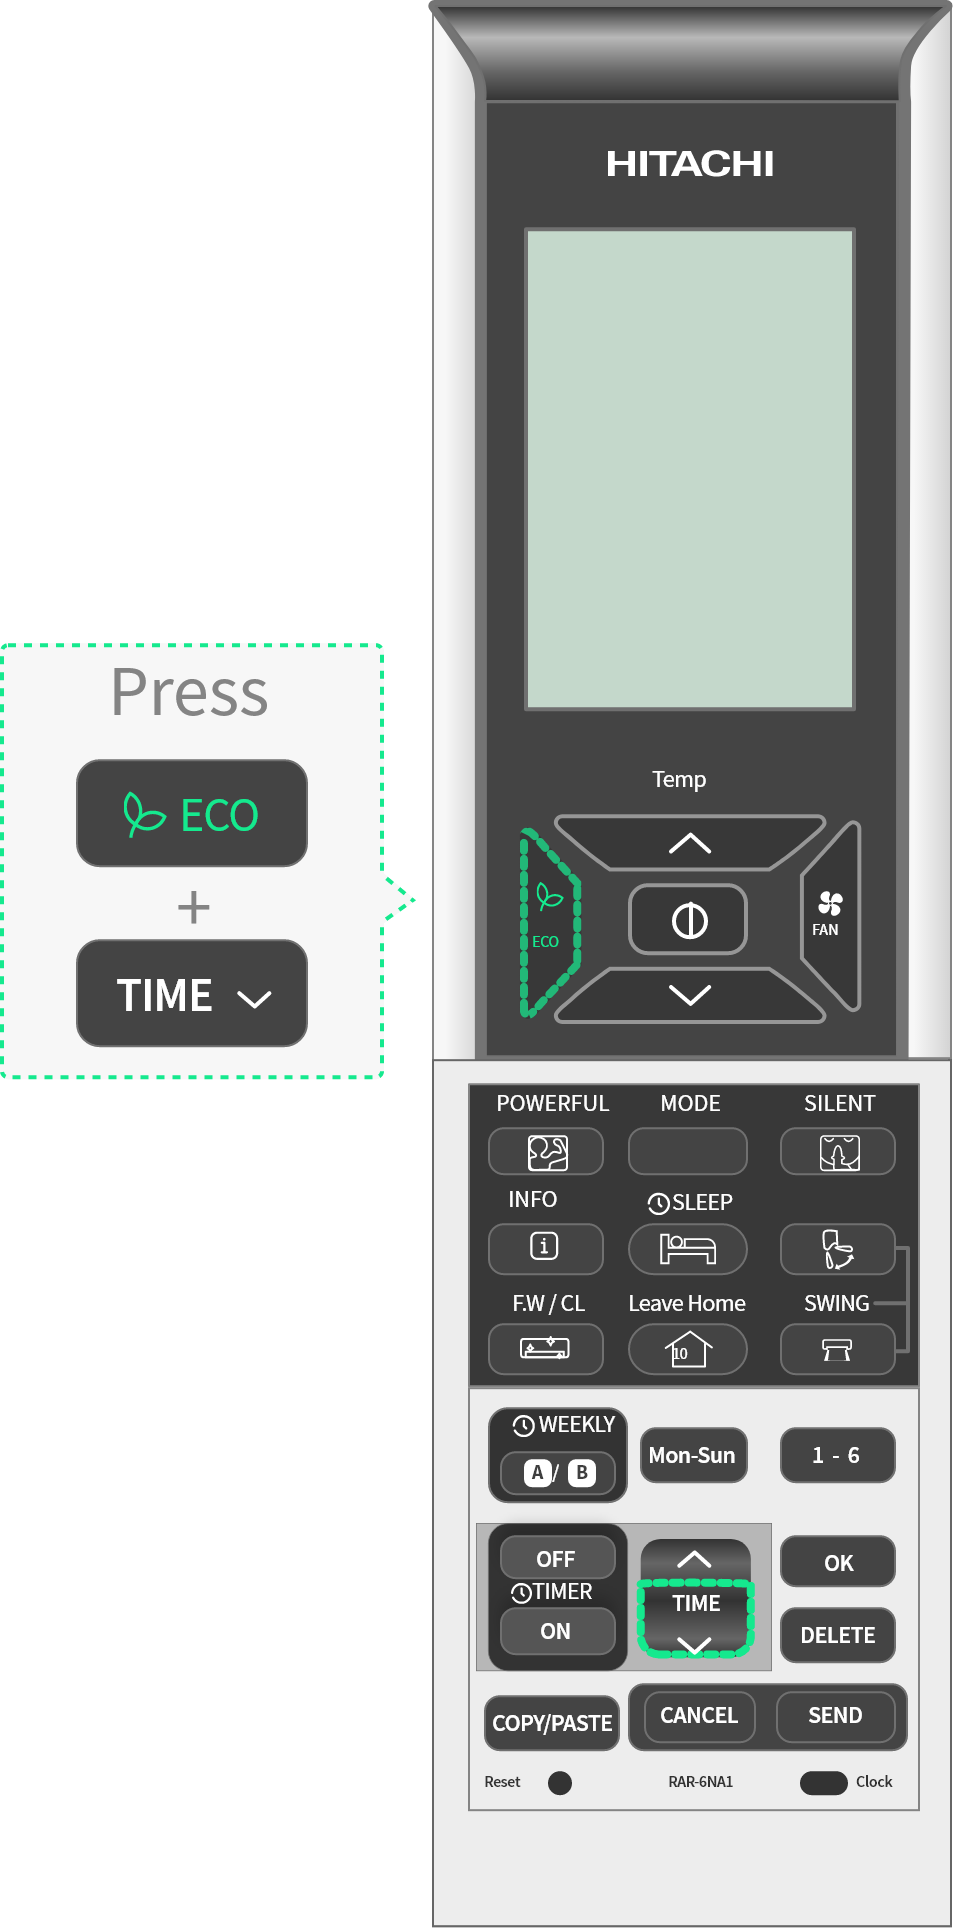 HITACHI
Press
ECO
+
TIME
Temp
ECO
FAN
POWERFUL MODE SILENT
INFO SLEEP
i
F.W / CL Leave Home SWING
10
WEEKLY
A / B Mon-Sun 1 - 6
OFF
TIMER
ON
TIME
OK
DELETE
COPY/PASTE CANCEL SEND
Reset RAR-6NA1 Clock